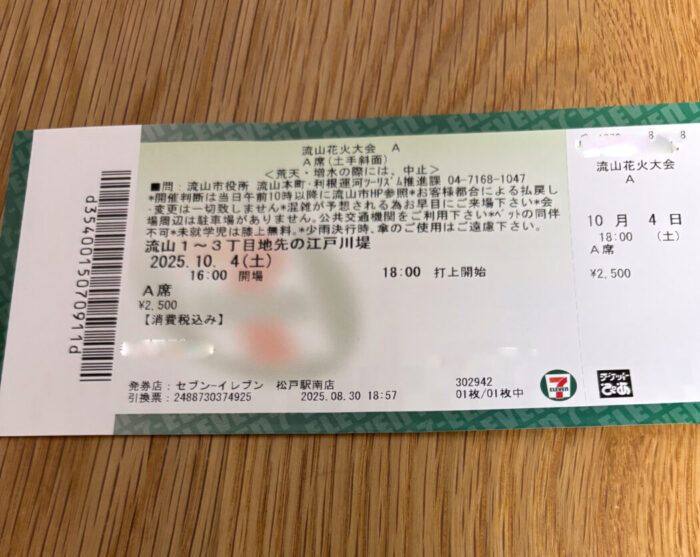 流山花火大会　A
A席(土手斜面)
<荒天・増水の際には、中止>
■問：流山市役所　流山本町・利根運河ツーリズム推進課 04-7168-1047
*開催判断は当日午前10時以降に流山市HP参照*お客様都合による払戻し
・変更は一切致しません*混雑が予想される為お早目にご来場下さい*会
場周辺は駐車場がありません。公共交通機関をご利用下さい*ペットの同伴
不可*未就学児は膝上無料。*少雨決行時、傘のご使用はご遠慮下さい。
流山1～3丁目地先の江戸川堤
2025.10. 4(土)
16:00 開場　18:00 打上開始
A席
¥2,500
【消費税込み】
発券店：セブン-イレブン　松戸駅南店
引換票：2488730374925　2025.08.30 18:57
302942
01枚/01枚中
7 ELEVEN
チケットぴあ
d3540015070911d
流山花火大会
A
10月 4日
18:00 (土)
A席
¥2,500
7-ELEVEN